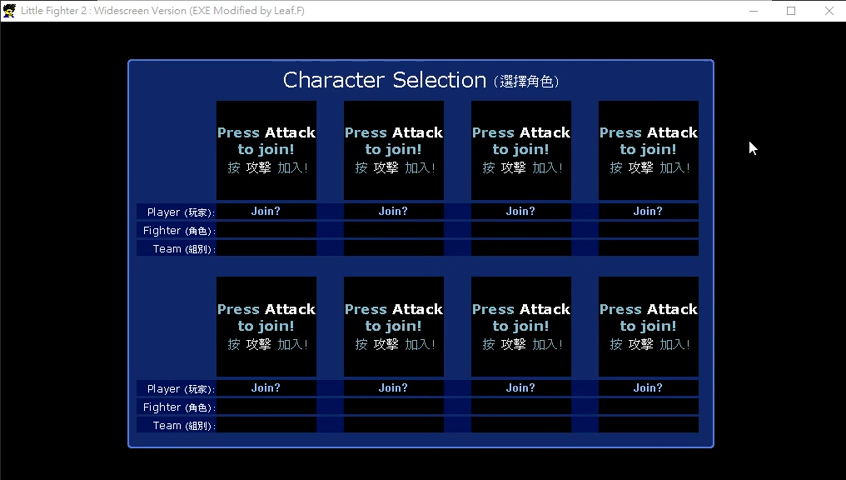 Little Fighter 2 : Widescreen Version (EXE Modified by Leaf.F)
Character Selection (選擇角色)
Press Attack to join! 按 攻擊 加入!
Press Attack to join! 按 攻擊 加入!
Press Attack to join! 按 攻擊 加入!
Press Attack to join! 按 攻擊 加入!
Player (玩家): Join? Join? Join? Join?
Fighter (角色):
Team (組別):
Press Attack to join! 按 攻擊 加入!
Press Attack to join! 按 攻擊 加入!
Press Attack to join! 按 攻擊 加入!
Press Attack to join! 按 攻擊 加入!
Player (玩家): Join? Join? Join? Join?
Fighter (角色):
Team (組別):